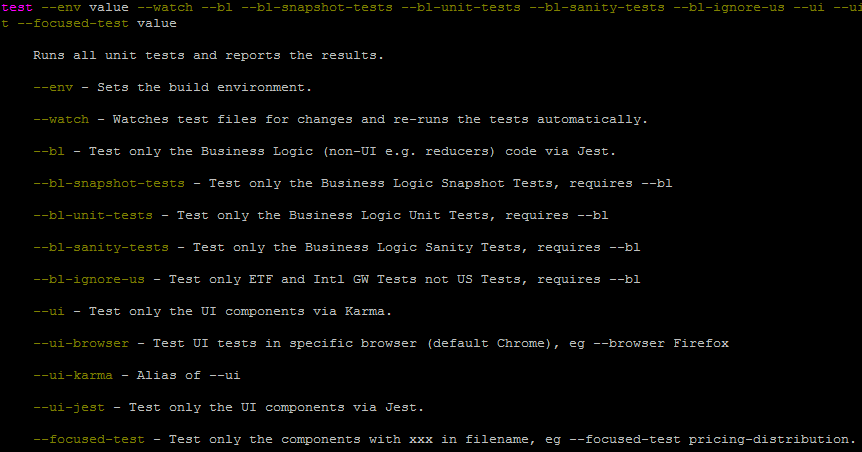 test --env value --watch --bl --bl-snapshot-tests --bl-unit-tests --bl-sanity-tests --bl-ignore-us --ui --ui
t --focused-test value
Runs all unit tests and reports the results.
--env - Sets the build environment.
--watch - Watches test files for changes and re-runs the tests automatically.
--bl - Test only the Business Logic (non-UI e.g. reducers) code via Jest.
--bl-snapshot-tests - Test only the Business Logic Snapshot Tests, requires --bl
--bl-unit-tests - Test only the Business Logic Unit Tests, requires --bl
--bl-sanity-tests - Test only the Business Logic Sanity Tests, requires --bl
--bl-ignore-us - Test only ETF and Intl GW Tests not US Tests, requires --bl
--ui - Test only the UI components via Karma.
--ui-browser - Test UI tests in specific browser (default Chrome), eg --browser Firefox
--ui-karma - Alias of --ui
--ui-jest - Test only the UI components via Jest.
--focused-test - Test only the components with xxx in filename, eg --focused-test pricing-distribution.